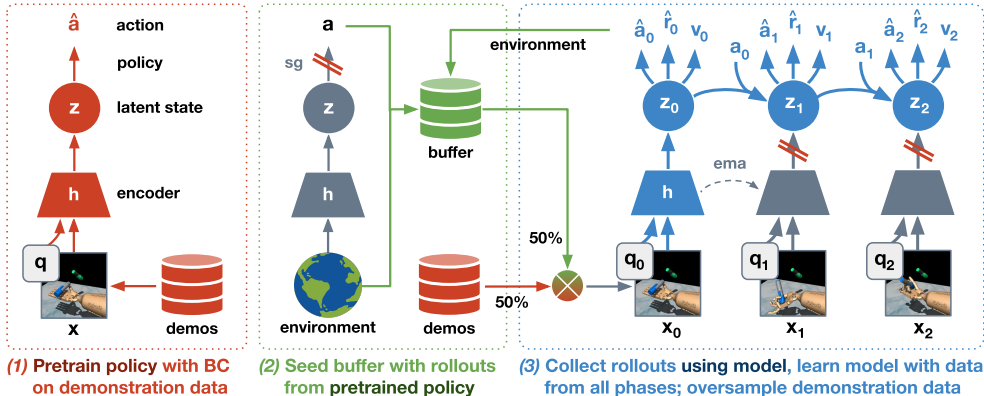 â
action
policy
z
latent state
h
encoder
q
x
demos
(1) Pretrain policy with BC
on demonstration data
a
sg
z
h
environment
buffer
demos
50%
50%
(2) Seed buffer with rollouts
from pretrained policy
environment
â₀ r̂₀ v₀ a₀ â₁ r̂₁ v₁ a₁ â₂ r̂₂ v₂
z₀ z₁ z₂
ema
h
q₀ q₁ q₂
x₀ x₁ x₂
(3) Collect rollouts using model, learn model with data
from all phases; oversample demonstration data